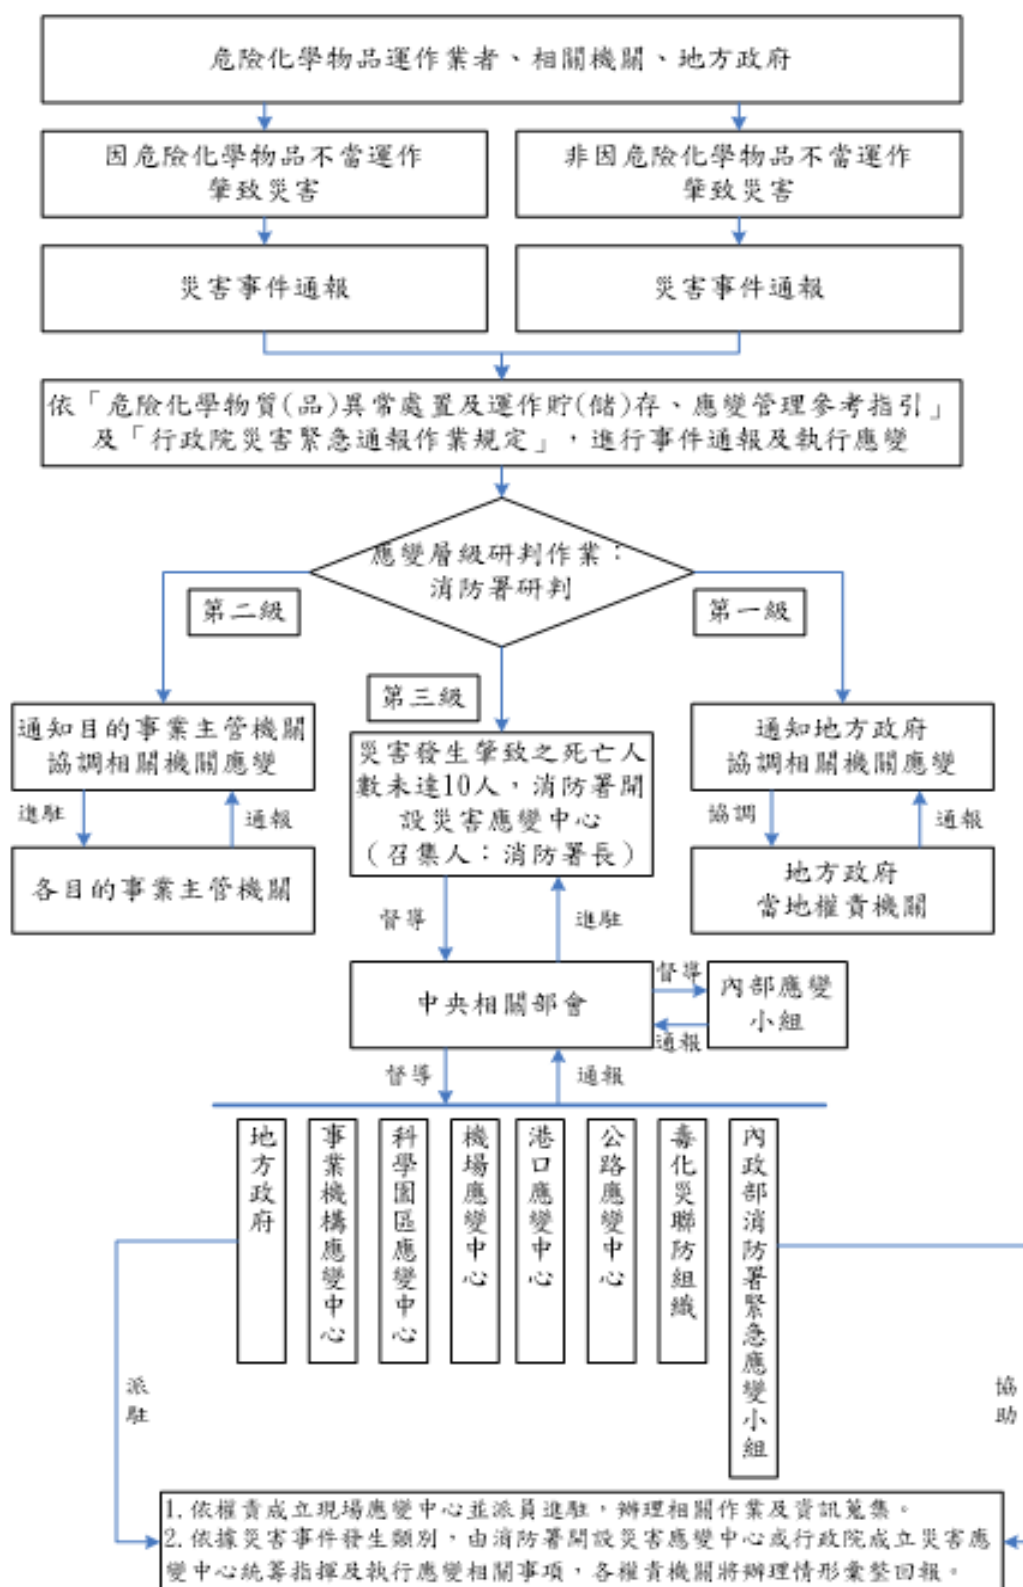 危險化學物品運作業者、相關機關、地方政府
因危險化學物品不當運作
肇致災害
非因危險化學物品不當運作
肇致災害
災害事件通報
災害事件通報
依「危險化學物質(品)異常處置及運作貯(儲)存、應變管理參考指引」
及「行政院災害緊急通報作業規定」，進行事件通報及執行應變
應變層級研判作業：
消防署研判
第二級
第一級
第三級
通知目的事業主管機關
協調相關機關應變
災害發生肇致之死亡人
數未達10人，消防署開
設災害應變中心
（召集人：消防署長）
通知地方政府
協調相關機關應變
進駐
通報
協調
通報
各目的事業主管機關
地方政府
當地權責機關
督導
進駐
中央相關部會
督導
通報
內部應變
小組
督導
通報
地方政府
事業機構應變中心
科學園區應變中心
機場應變中心
港口應變中心
公路應變中心
毒化災聯防組織
內政部消防署緊急應變小組
派駐
協助
1.依權責成立現場應變中心並派員進駐，辦理相關作業及資訊蒐集。
2.依據災害事件發生類別，由消防署開設災害應變中心或行政院成立災害應
變中心統籌指揮及執行應變相關事項，各權責機關將辦理情形彙整回報。